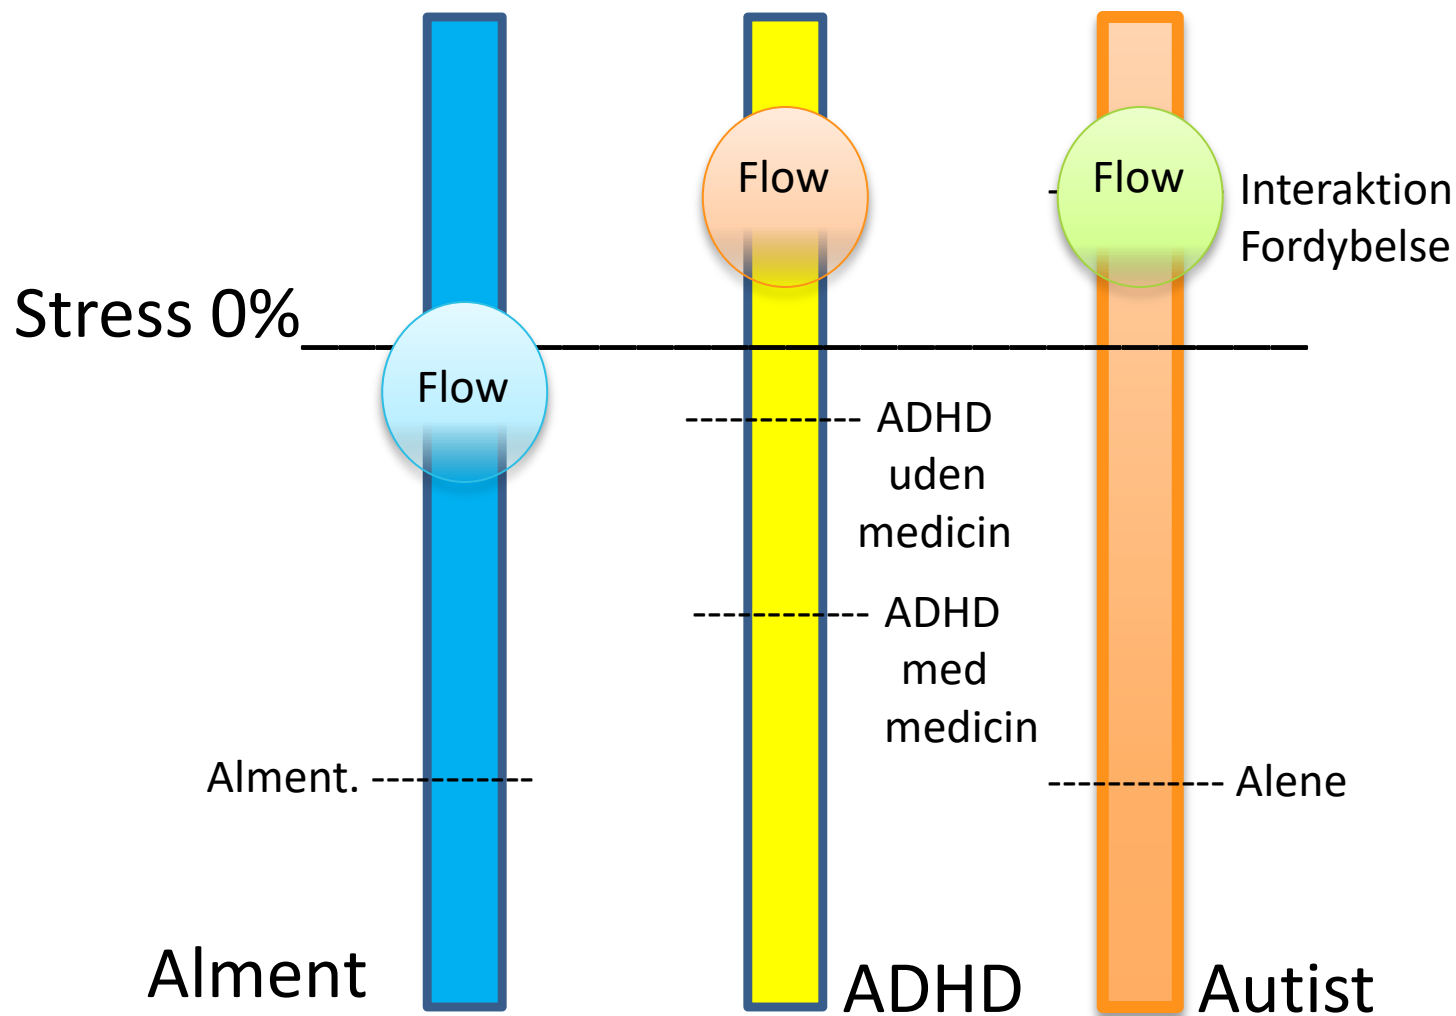 Flow
Flow
Interaktion
Fordybelse
Stress 0%
Flow
ADHD
uden
medicin
ADHD
med
medicin
Alment.
Alene
Alment
ADHD
Autist